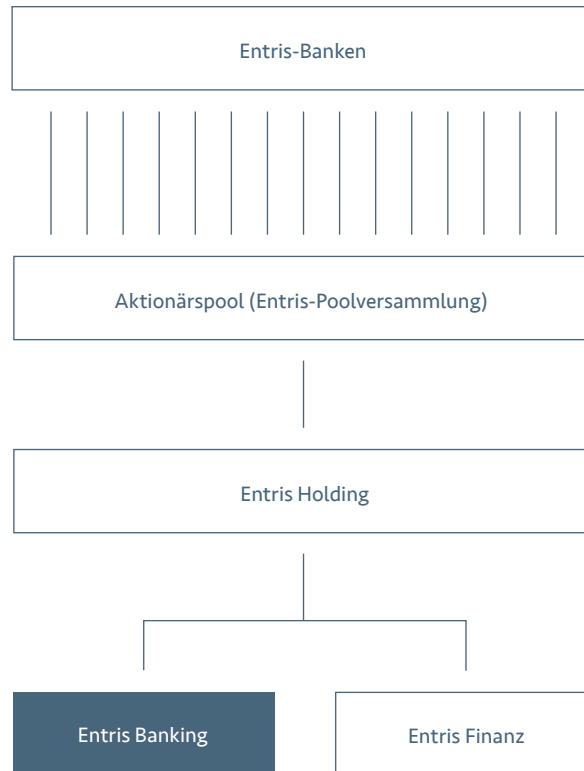 Entris-Banken
Aktionärspool (Entris-Poolversammlung)
Entris Holding
Entris Banking
Entris Finanz